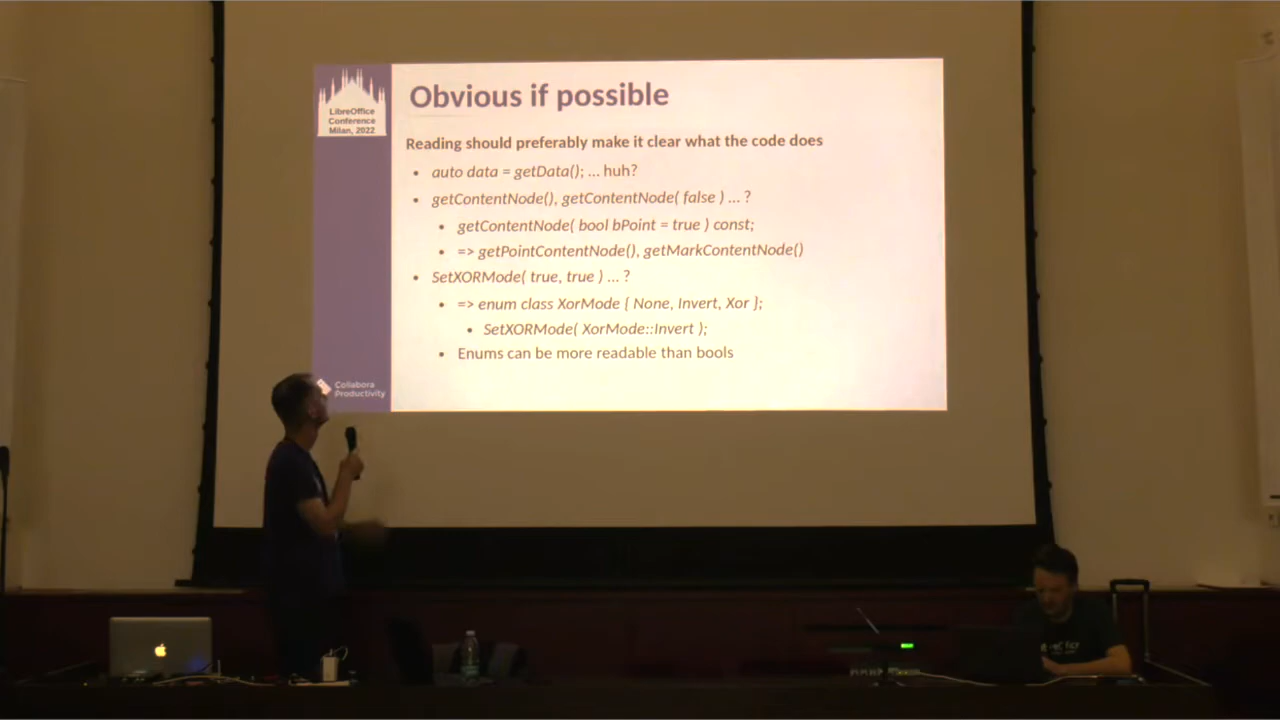 LibreOffice
Conference
Milan, 2022
Obvious if possible
Reading should preferably make it clear what the code does
• auto data = getData(); ... huh?
• getContentNode(), getContentNode( false ) ... ?
• getContentNode( bool bPoint = true ) const;
• => getPointContentNode(), getMarkContentNode()
• SetXORMode( true, true ) ... ?
• => enum class XorMode { None, Invert, Xor };
• SetXORMode( XorMode::Invert );
• Enums can be more readable than bools
Collabora
Productivity